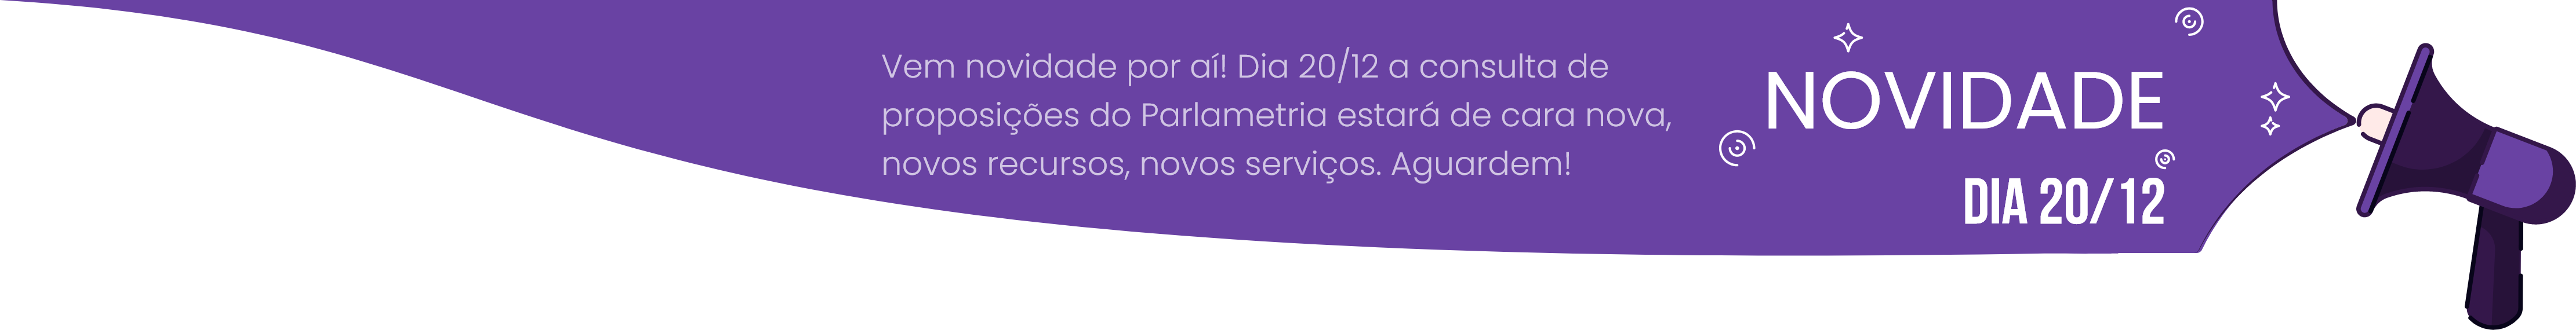 Vem novidade por aí! Dia 20/12 a consulta de
proposições do Parlametria estará de cara nova,
novos recursos, novos serviços. Aguardem!
NOVIDADE
DIA 20/12